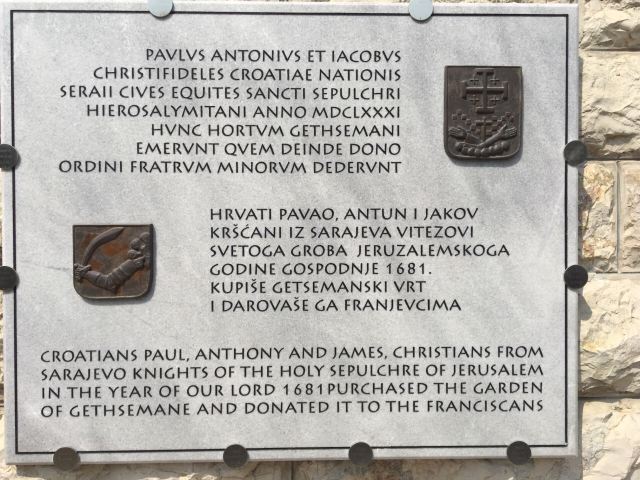 PAVLVS ANTONIVS ET IACOBVS
CHRISTIFIDELES CROATIAE NATIONIS
SERAII CIVES EQUITES SANCTI SEPULCHRI
HIEROSALYMITANI ANNO MDCLXXXI
HVNC HORTVM GETHSEMANI
EMERVNT QVEM DEINDE DONO
ORDINI FRATRVM MINORVM DEDERVNT
HRVATI PAVAO, ANTUN I JAKOV
KRŠĆANI IZ SARAJEVA VITEZOVI
SVETOGA GROBA JERUZALEMSKOGA
GODINE GOSPODNJE 1681.
KUPIŠE GETSEMANSKI VRT
I DAROVAŠE GA FRANJEVCIMA
CROATIANS PAUL, ANTHONY AND JAMES, CHRISTIANS FROM
SARAJEVO KNIGHTS OF THE HOLY SEPULCHRE OF JERUSALEM
IN THE YEAR OF OUR LORD 1681 PURCHASED THE GARDEN
OF GETHSEMANE AND DONATED IT TO THE FRANCISCANS